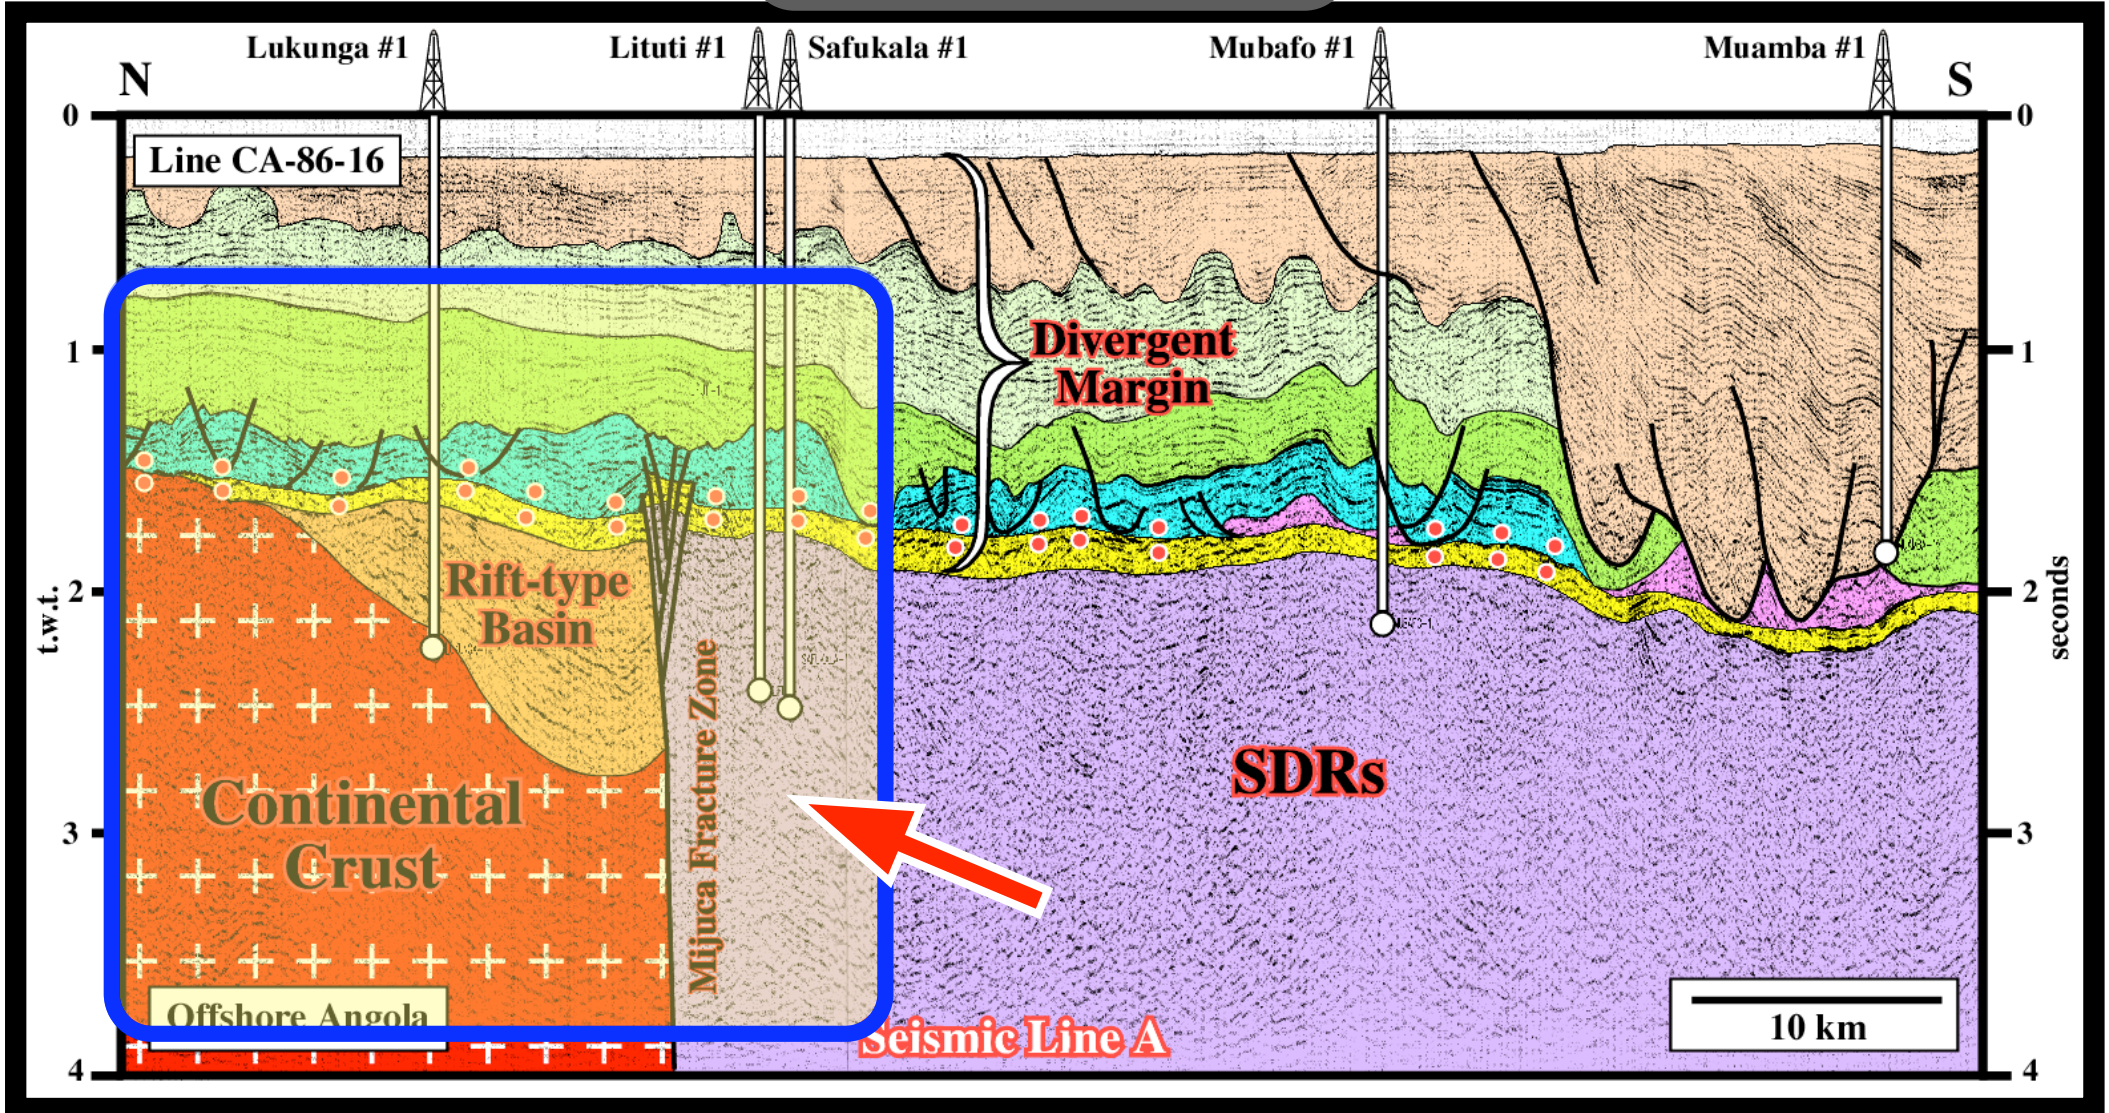 Lukunga #1
Lituti #1
Safukala #1
Mubafo #1
Muamba #1
N
S
0
0
Line CA-86-16
Divergent
Margin
1
1
Rift-type
Basin
2
2
t.w.t.
seconds
Mijuca Fracture Zone
SDRs
Continental
Crust
3
3
Offshore Angola
Seismic Line A
10 km
4
4